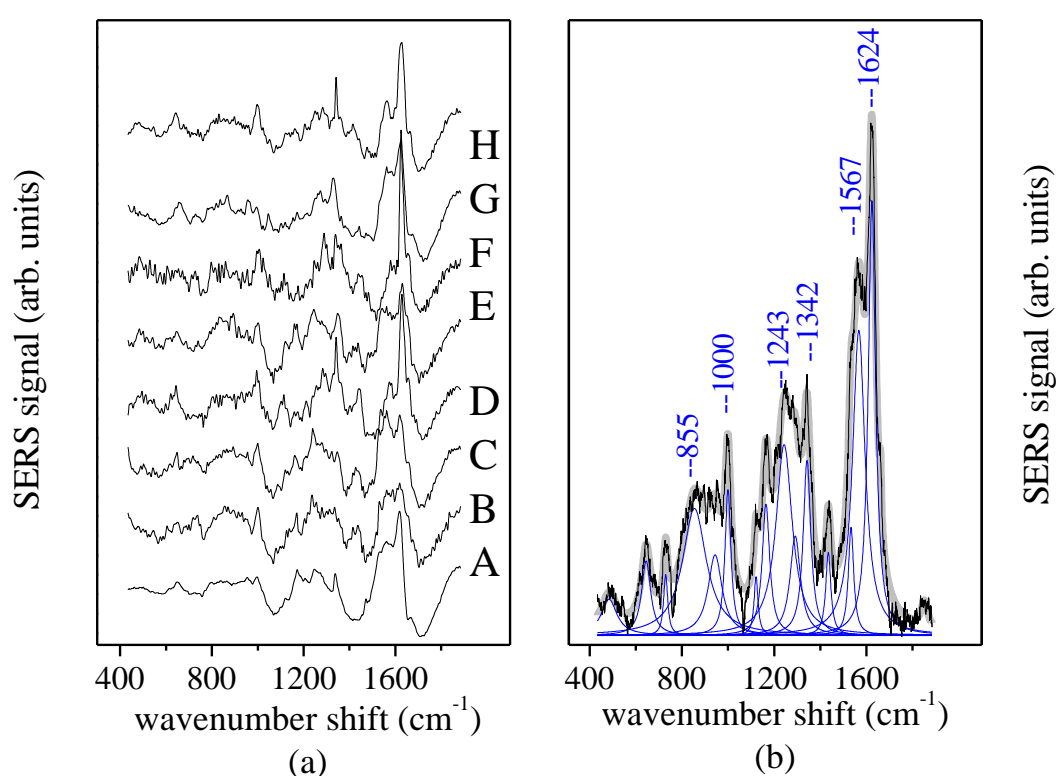 SERS signal (arb. units)
H
G
F
E
D
C
B
A
400
800
1200
1600
wavenumber shift (cm-1)
(a)
--855
--1000
--1243
--1342
--1567
--1624
400
800
1200
1600
wavenumber shift (cm-1)
(b)
SERS signal (arb. units)